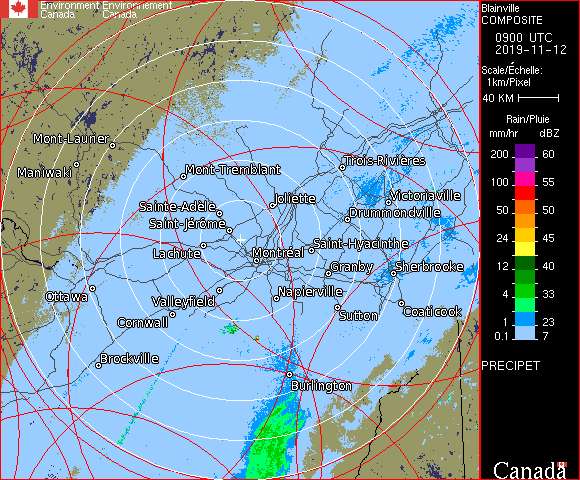 Environment Environnement
Canada Canada
Blainville
COMPOSITE
0900 UTC
2019-11-12
Scale/Échelle:
1km/Pixel
40 KM
Rain/Pluie
mm/hr dBZ
200 60
100 55
50 50
24 45
12 40
4 33
1 23
0.1 7
PRECIPET
Canada
Mont-Laurier
Maniwaki
Mont-Tremblant
Trois-Rivières
Sainte-Adèle
Joliette
Victoriaville
Saint-Jérôme
Drummondville
Lachute
Montréal
Saint-Hyacinthe
Granby
Sherbrooke
Ottawa
Valleyfield
Napierville
Cornwall
Sutton
Coaticook
Brockville
Burlington